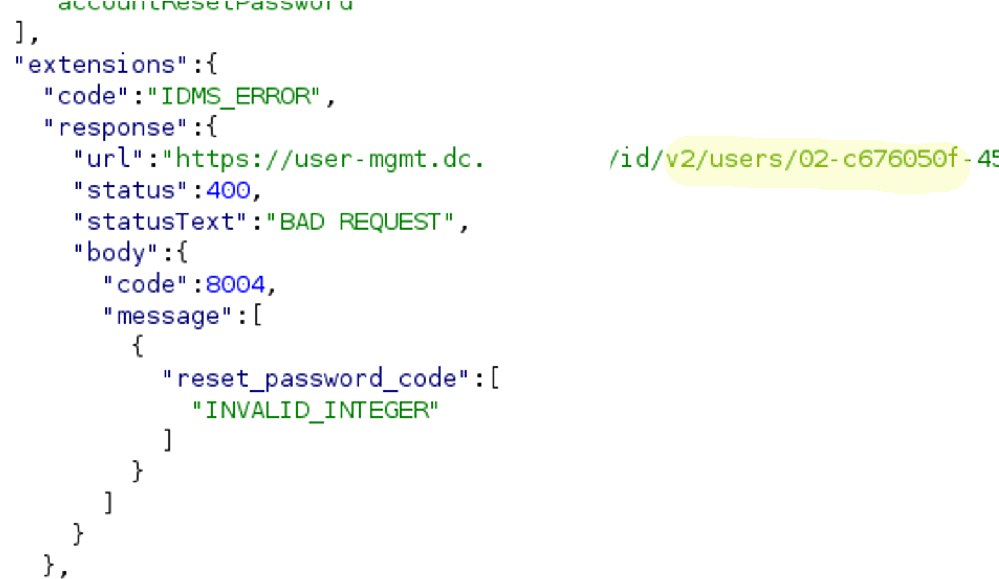 accountResetPassword
],
"extensions":{
"code":"IDMS_ERROR",
"response":{
"url":"https://user-mgmt.dc. /id/v2/users/02-c676050f-45
"status":400,
"statusText":"BAD REQUEST",
"body":{
"code":8004,
"message":[
{
"reset_password_code":[
"INVALID_INTEGER"
]
}
]
}
},